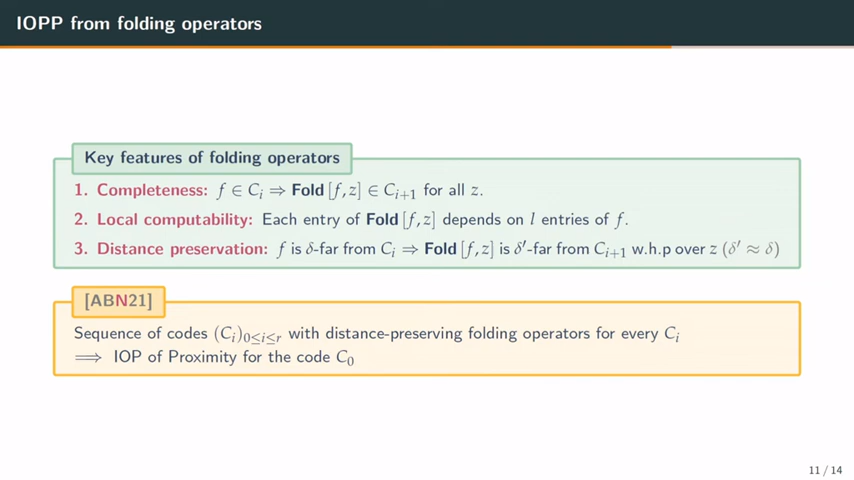 IOPP from folding operators
Key features of folding operators
1. Completeness: f ∈ C_i ⇒ Fold [f, z] ∈ C_{i+1} for all z.
2. Local computability: Each entry of Fold [f, z] depends on l entries of f.
3. Distance preservation: f is δ-far from C_i ⇒ Fold [f, z] is δ′-far from C_{i+1} w.h.p over z (δ′ ≈ δ)
[ABN21]
Sequence of codes (C_i)_{0≤i≤r} with distance-preserving folding operators for every C_i
⟹ IOP of Proximity for the code C_0
11 / 14